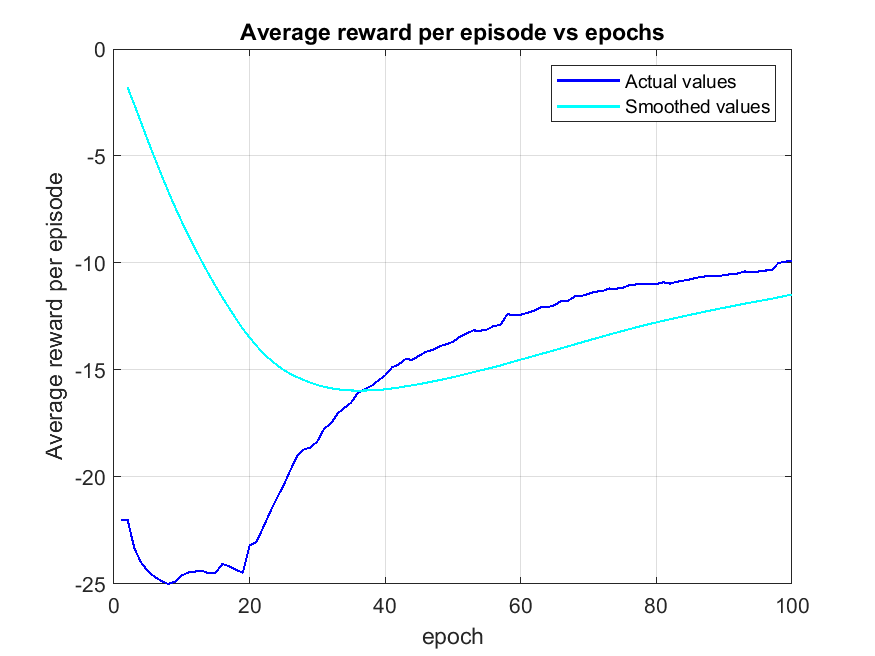 Average reward per episode vs epochs
Actual values
Smoothed values
Average reward per episode
0
-5
-10
-15
-20
-25
0 20 40 60 80 100
epoch